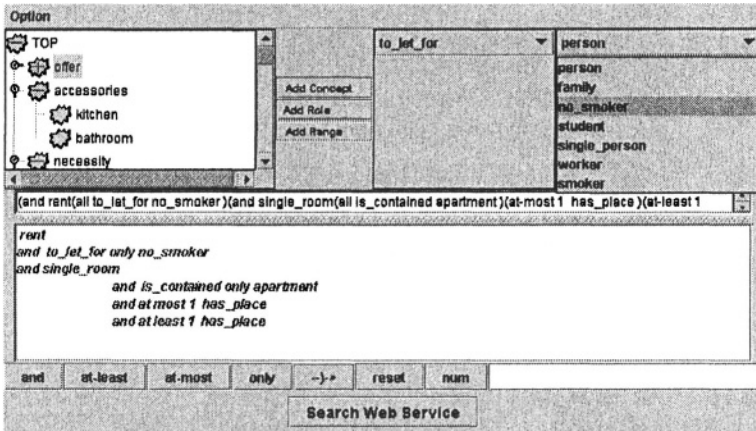 Option
TOP
offer
accessories
kitchen
bathroom
necessity
Add Concept
Add Role
Add Range
to_let_for
person
person
family
no_smoker
student
single_person
worker
smoker
(and rent(all to_let_for no_smoker)(and single_room(all is_contained apartment)(at-most 1 has_place)(at-least 1
rent
and to_let_for only no_smoker
and single_room
and is_contained only apartment
and at most 1 has_place
and at least 1 has_place
and at-least at-most only --}-> reset num
Search Web Service